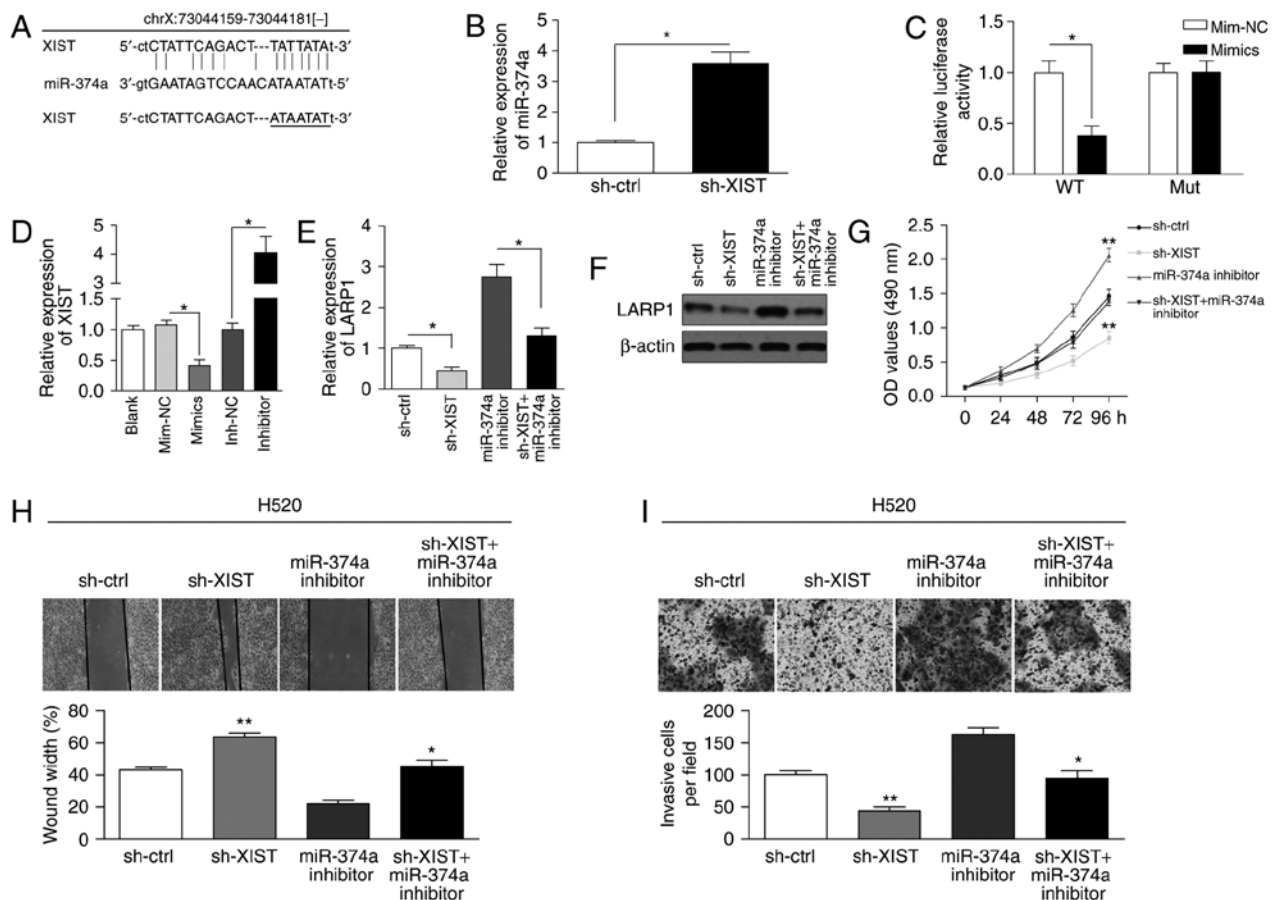 A
chrX:73044159-73044181[−]
XIST 5′-ctCTATTCAGACT---TATTATAt-3′
miR-374a 3′-gtGAATAGTCCAACATAATATt-5′
XIST 5′-ctCTATTCAGACT---ATAATATt-3′
B
Relative expression
of miR-374a
5
4
3
2
1
0
*
sh-ctrl
sh-XIST
C
Mim-NC
Mimics
Relative luciferase
activity
1.5
1.0
0.5
0.0
*
WT
Mut
D
Relative expression
of XIST
5
4
3
1.5
1.0
0.5
0.0
*
*
Blank
Mim-NC
Mimics
Inh-NC
Inhibitor
E
Relative expression
of LARP1
4
3
2
1
0
*
*
sh-ctrl
sh-XIST
miR-374a
inhibitor
sh-XIST+
miR-374a
inhibitor
F
sh-ctrl
sh-XIST
miR-374a
inhibitor
sh-XIST+
miR-374a
inhibitor
LARP1
β-actin
G
OD values (490 nm)
2.5
2.0
1.5
1.0
0.5
0.0
0 24 48 72 96 h
**
**
sh-ctrl
sh-XIST
miR-374a inhibitor
sh-XIST+miR-374a
inhibitor
H
H520
sh-ctrl
sh-XIST
miR-374a
inhibitor
sh-XIST+
miR-374a
inhibitor
Wound width (%)
80
60
40
20
0
**
*
sh-ctrl
sh-XIST
miR-374a
inhibitor
sh-XIST+
miR-374a
inhibitor
I
H520
sh-ctrl
sh-XIST
miR-374a
inhibitor
sh-XIST+
miR-374a
inhibitor
Invasive cells
per field
200
150
100
50
0
**
*
sh-ctrl
sh-XIST
miR-374a
inhibitor
sh-XIST+
miR-374a
inhibitor